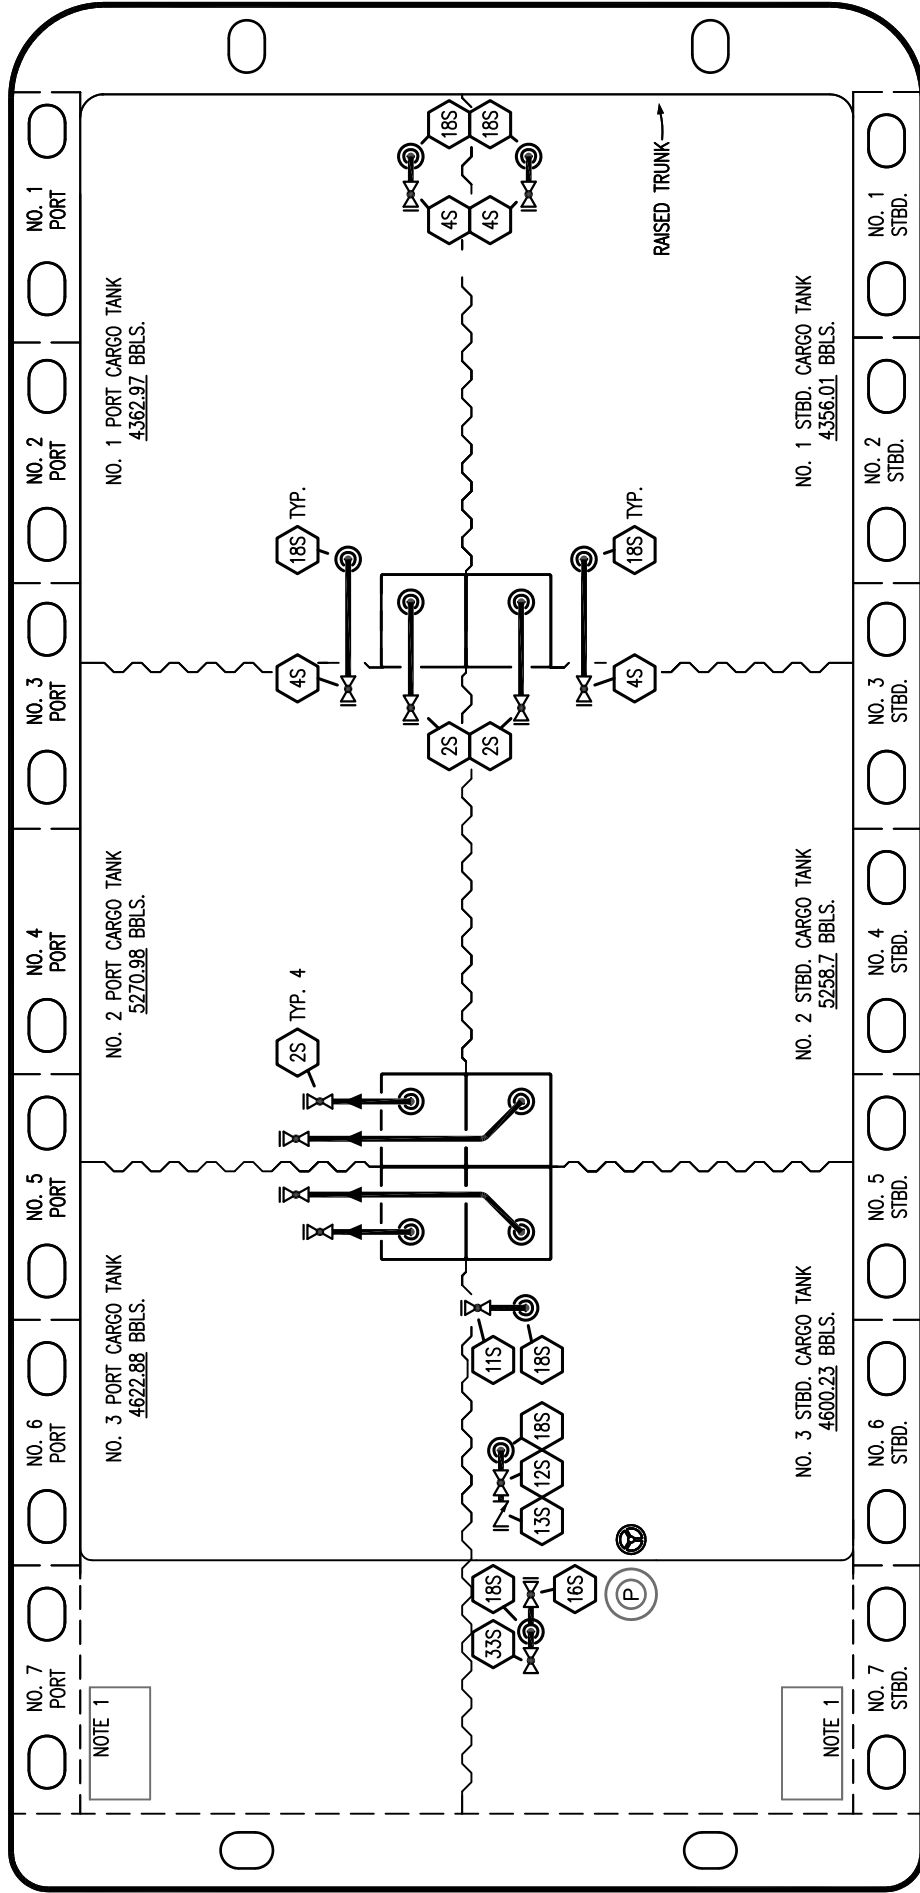 NO. 1
PORT
NO. 2
PORT
NO. 3
PORT
NO. 4
PORT
NO. 5
PORT
NO. 6
PORT
NO. 7
PORT
NO. 1 PORT CARGO TANK
4362.97 BBLS.
NO. 2 PORT CARGO TANK
5270.98 BBLS.
NO. 3 PORT CARGO TANK
4622.88 BBLS.
NOTE 1
18S TYP.
4S
2S TYP. 4
18S
18S
4S
4S
2S
2S
11S
18S
18S
12S
13S
18S
33S
16S
P
RAISED TRUNK
18S TYP.
4S
NO. 1 STBD. CARGO TANK
4356.01 BBLS.
NO. 2 STBD. CARGO TANK
5258.7 BBLS.
NO. 3 STBD. CARGO TANK
4600.23 BBLS.
NOTE 1
NO. 1
STBD.
NO. 2
STBD.
NO. 3
STBD.
NO. 4
STBD.
NO. 5
STBD.
NO. 6
STBD.
NO. 7
STBD.